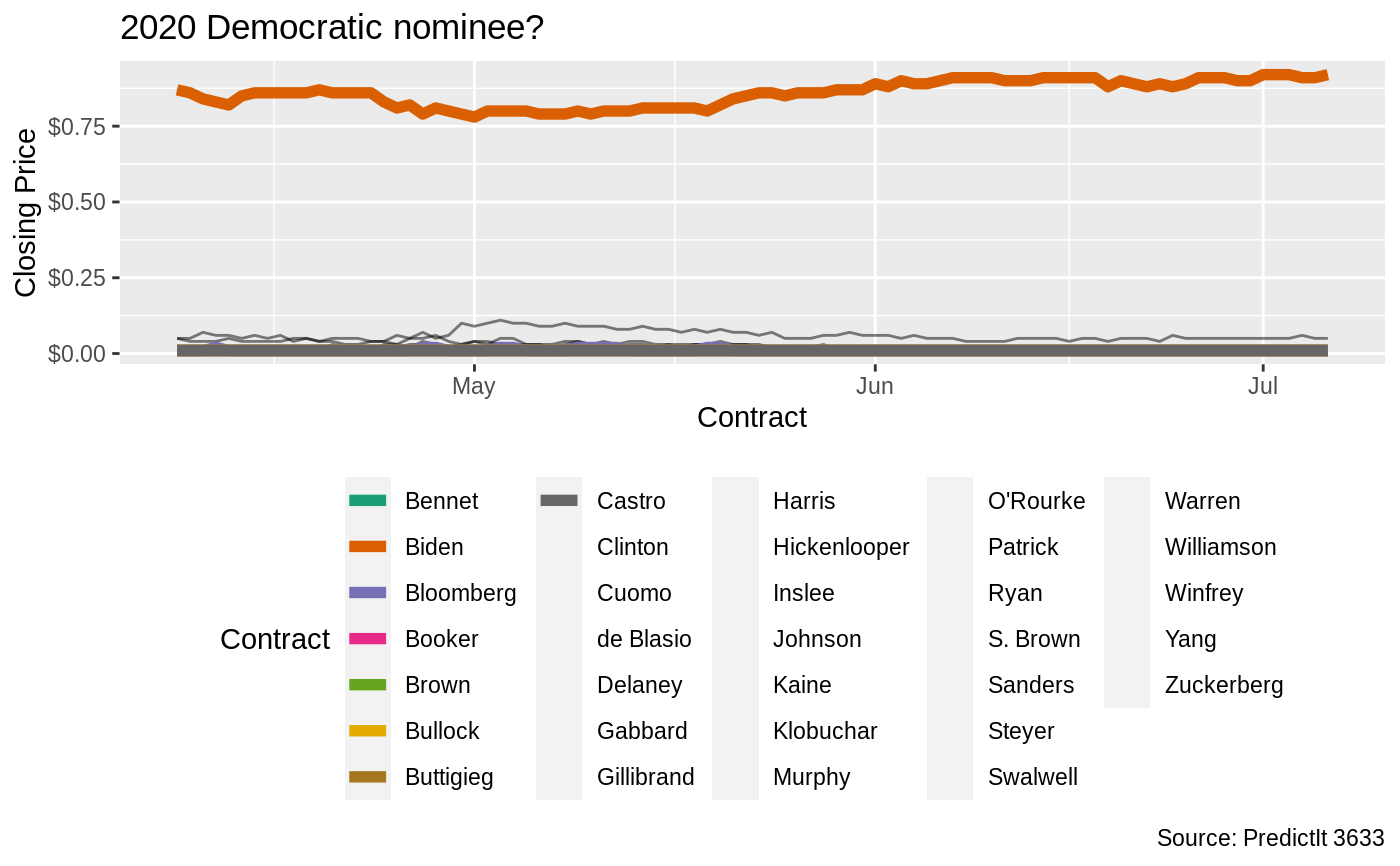 2020 Democratic nominee?
Closing Price
$0.75
$0.50
$0.25
$0.00
May Jun Jul
Contract
Contract
Bennet Castro Harris O'Rourke Warren
Biden Clinton Hickenlooper Patrick Williamson
Bloomberg Cuomo Inslee Ryan Winfrey
Booker de Blasio Johnson S. Brown Yang
Brown Delaney Kaine Sanders Zuckerberg
Bullock Gabbard Klobuchar Steyer
Buttigieg Gillibrand Murphy Swalwell
Source: PredictIt 3633